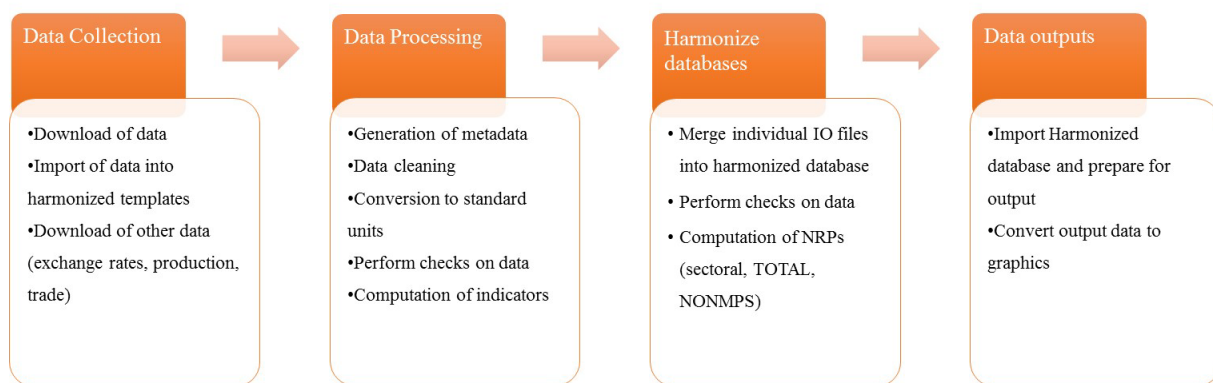 Data Collection
•Download of data
•Import of data into
harmonized templates
•Download of other data
(exchange rates, production,
trade)
Data Processing
•Generation of metadata
•Data cleaning
•Conversion to standard
units
•Perform checks on data
•Computation of indicators
Harmonize
databases
• Merge individual IO files
into harmonized database
• Perform checks on data
• Computation of NRPs
(sectoral, TOTAL,
NONMPS)
Data outputs
•Import Harmonized
database and prepare for
output
•Convert output data to
graphics